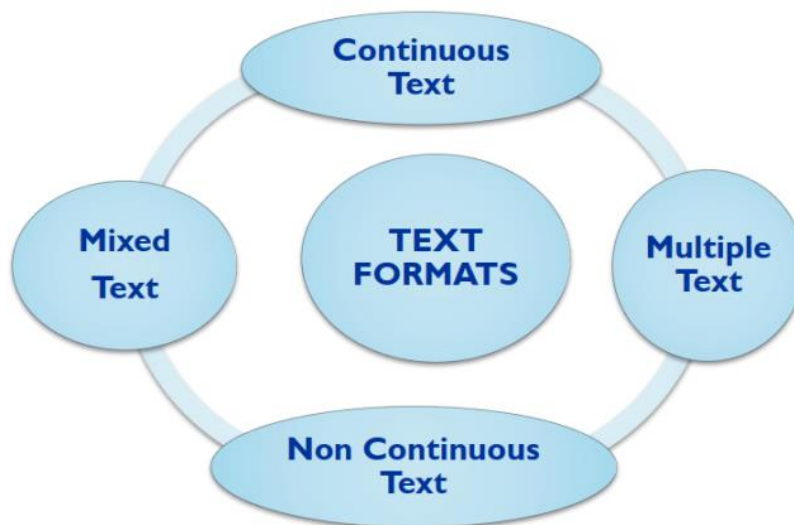 Continuous
Text
Mixed
Text
TEXT
FORMATS
Multiple
Text
Non Continuous
Text